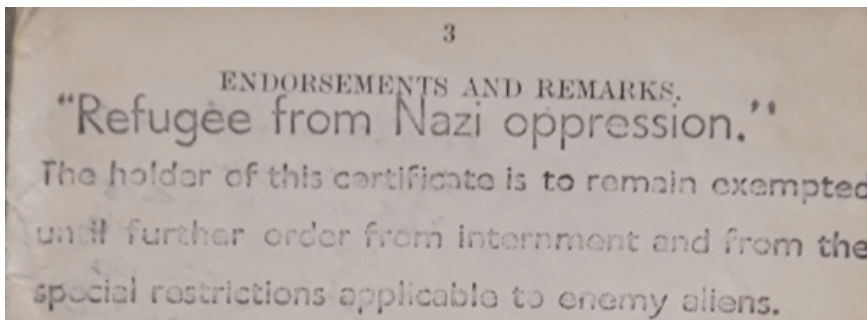 3
ENDORSEMENTS AND REMARKS.
"Refugee from Nazi oppression."
The holder of this certificate is to remain exempted
until further order from internment and from the
special restrictions applicable to enemy aliens.